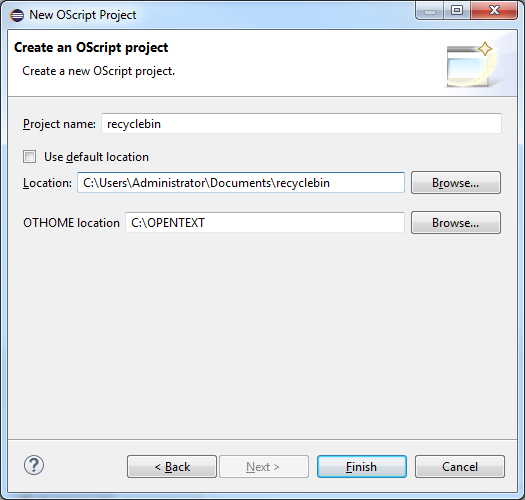 New OScript Project
Create an OScript project
Create a new OScript project.
Project name: recyclebin
Use default location
Location: C:\Users\Administrator\Documents\recyclebin Browse...
OTHOME location C:\OPENTEXT Browse...
? < Back Next > Finish Cancel